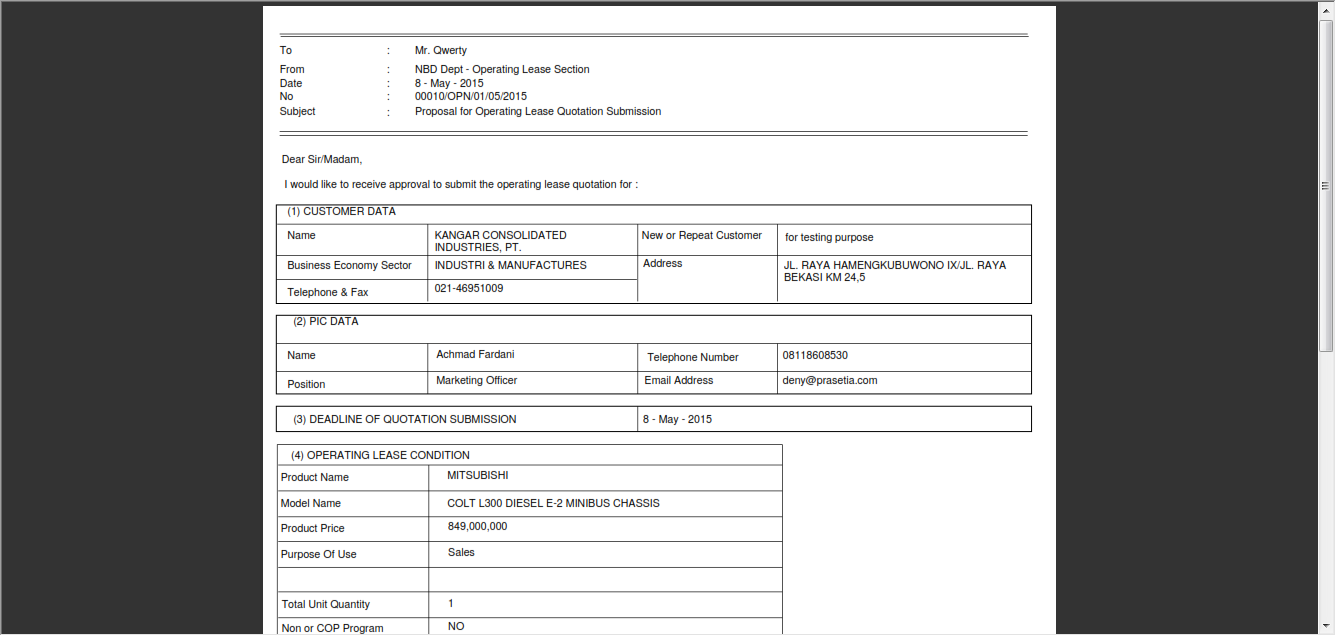 To : Mr. Qwerty
From : NBD Dept - Operating Lease Section
Date : 8 - May - 2015
No : 00010/OPN/01/05/2015
Subject : Proposal for Operating Lease Quotation Submission
Dear Sir/Madam,
I would like to receive approval to submit the operating lease quotation for :
(1) CUSTOMER DATA
Name KANGAR CONSOLIDATED New or Repeat Customer for testing purpose
INDUSTRIES, PT.
Business Economy Sector INDUSTRI & MANUFACTURES Address JL. RAYA HAMENGKUBUWONO IX/JL. RAYA
BEKASI KM 24,5
Telephone & Fax 021-46951009
(2) PIC DATA
Name Achmad Fardani Telephone Number 08118608530
Position Marketing Officer Email Address deny@prasetia.com
(3) DEADLINE OF QUOTATION SUBMISSION 8 - May - 2015
(4) OPERATING LEASE CONDITION
Product Name MITSUBISHI
Model Name COLT L300 DIESEL E-2 MINIBUS CHASSIS
Product Price 849,000,000
Purpose Of Use Sales
Total Unit Quantity 1
Non or COP Program NO